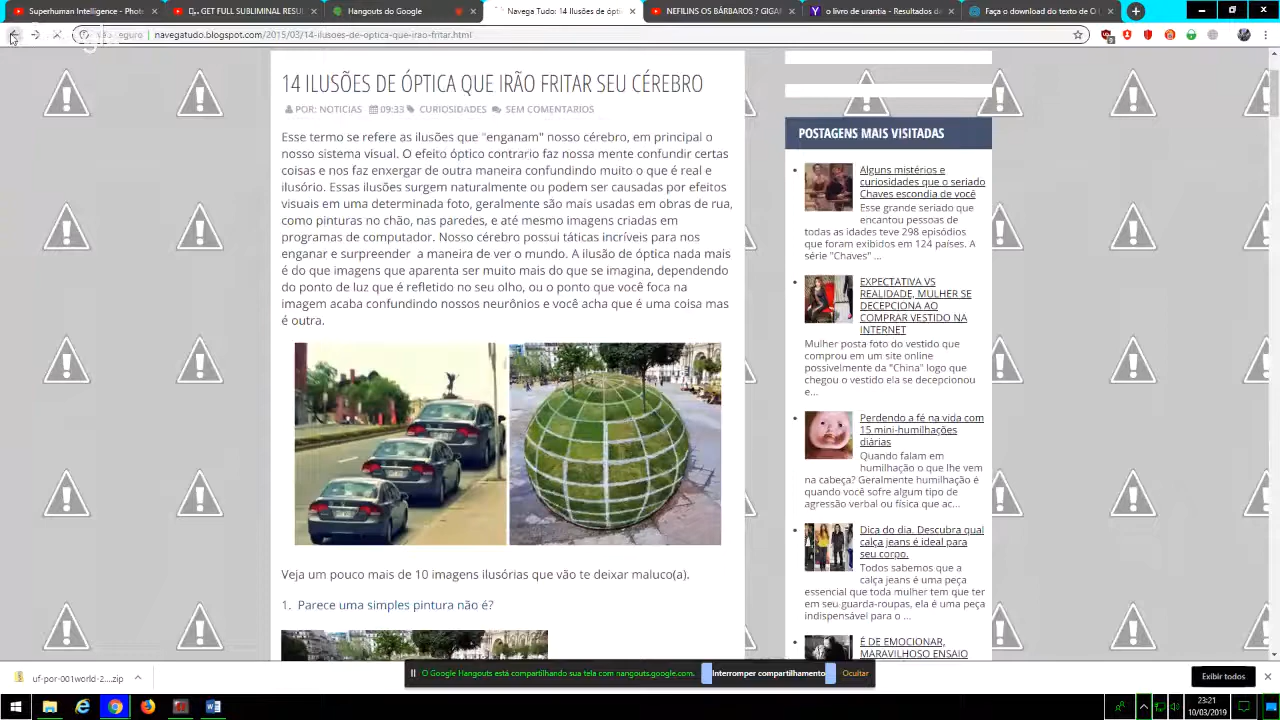 Superhuman Intelligence - Photos
GET FULL SUBLIMINAL RESUL
Hangouts do Google
Navega Tudo: 14 Ilusões de ópti
NEFILINS OS BÍBLICOS ? GIGA
o livro de urantia - Resultados da
Faça o download do texto de O L
seguro | navegatudo.blogspot.com/2015/03/14-ilusoes-de-optica-que-irao-fritar.html
14 ILUSÕES DE ÓPTICA QUE IRÃO FRITAR SEU CÉREBRO
POR: NOTICIAS 09:33 CURIOSIDADES SEM COMENTARIOS
Esse termo se refere as ilusões que "enganam" nosso cérebro, em principal o
nosso sistema visual. O efeito óptico contrario faz nossa mente confundir certas
coisas e nos faz enxergar de outra maneira confundindo muito o que é real e
ilusório. Essas ilusões surgem naturalmente ou podem ser causadas por efeitos
visuais em uma determinada foto, geralmente são mais usadas em obras de rua,
como pinturas no chão, nas paredes, e até mesmo imagens criadas em
programas de computador. Nosso cérebro possui táticas incríveis para nos
enganar e surpreender a maneira de ver o mundo. A ilusão de óptica nada mais
é do que imagens que aparenta ser muito mais do que se imagina, dependendo
do ponto de luz que é refletido no seu olho, ou o ponto que você foca na
imagem acaba confundindo nossos neurônios e você acha que é uma coisa mas
é outra.
Veja um pouco mais de 10 imagens ilusórias que vão te deixar maluco(a).
1. Parece uma simples pintura não é?
POSTAGENS MAIS VISITADAS
Alguns mistérios e
curiosidades que o seriado
Chaves escondia de você
Esse grande seriado que
encantou pessoas de
todas as idades teve 298 episódios
que foram exibidos em 124 países. A
série "Chaves" ...
EXPECTATIVA VS
REALIDADE, MULHER SE
DECEPCIONA AO
COMPRAR VESTIDO NA
INTERNET
Mulher posta foto do vestido que
comprou em um site online
possivelmente da "China" logo que
chegou o vestido ela se decepcionou
e...
Perdendo a fé na vida com
15 mini-humilhações
diárias
Quando falam em
humilhação o que lhe vem
na cabeça? Geralmente humilhação é
quando você sofre algum tipo de
agressão verbal ou física que ac...
Dica do dia. Descubra qual
calça jeans é ideal para
seu corpo.
Todos sabemos que a
calça jeans é uma peça
essencial que toda mulher tem que ter
em seu guarda-roupas, ela é uma peça
indispensável para o ...
É DE EMOCIONAR,
MARAVILHOSO ENSAIO
O Google Hangouts está compartilhando sua tela com hangouts.google.com.
Interromper compartilhamento
Ocultar
uf-por-001world-2....zip
Exibir todos
23:21
10/03/2019